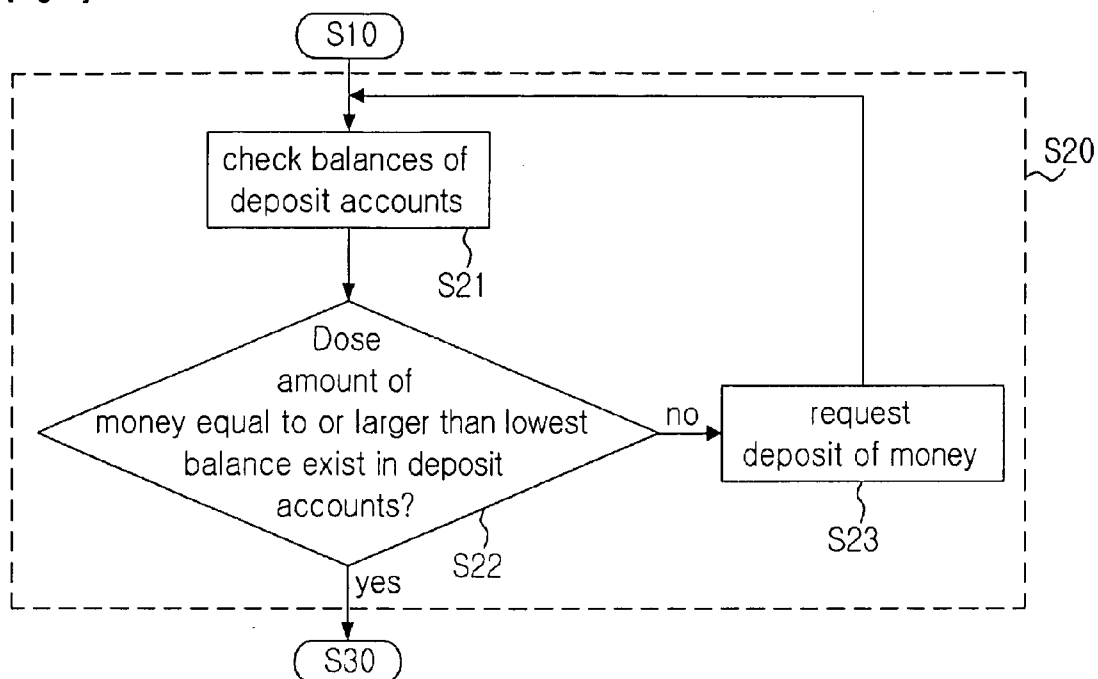 S10
check balances of
deposit accounts
S20
S21
Dose
amount of
money equal to or larger than lowest
balance exist in deposit
accounts?
no
request
deposit of money
S23
S22
yes
S30